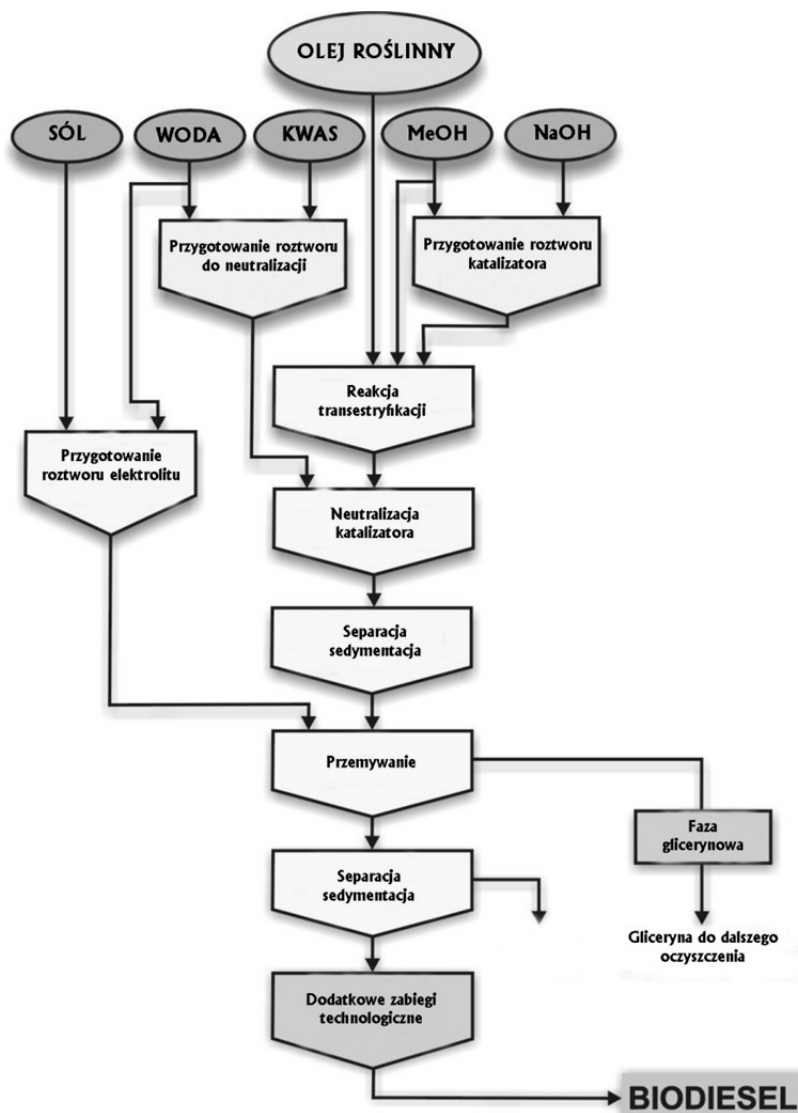 OLEJ ROŚLINNY
SÓL
WODA
KWAS
MeOH
NaOH
Przygotowanie roztworu
do neutralizacji
Przygotowanie roztworu
katalizatora
Reakcja
transestryfikacji
Przygotowanie
roztworu elektrolitu
Neutralizacja
katalizatora
Separacja
sedymentacja
Przemywanie
Faza
glicerynowa
Separacja
sedymentacja
Gliceryna do dalszego
oczyszczenia
Dodatkowe zabiegi
technologiczne
BIODIESEL